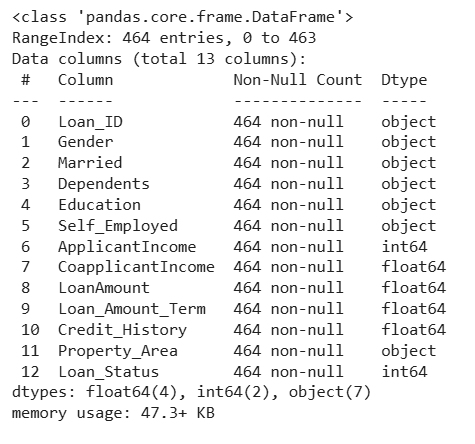 <class 'pandas.core.frame.DataFrame'>
RangeIndex: 464 entries, 0 to 463
Data columns (total 13 columns):
 #   Column             Non-Null Count  Dtype
---  ------             --------------  -----
 0   Loan_ID            464 non-null    object
 1   Gender             464 non-null    object
 2   Married            464 non-null    object
 3   Dependents         464 non-null    object
 4   Education          464 non-null    object
 5   Self_Employed      464 non-null    object
 6   ApplicantIncome    464 non-null    int64
 7   CoapplicantIncome  464 non-null    float64
 8   LoanAmount         464 non-null    float64
 9   Loan_Amount_Term   464 non-null    float64
 10  Credit_History     464 non-null    float64
 11  Property_Area      464 non-null    object
 12  Loan_Status        464 non-null    int64
dtypes: float64(4), int64(2), object(7)
memory usage: 47.3+ KB